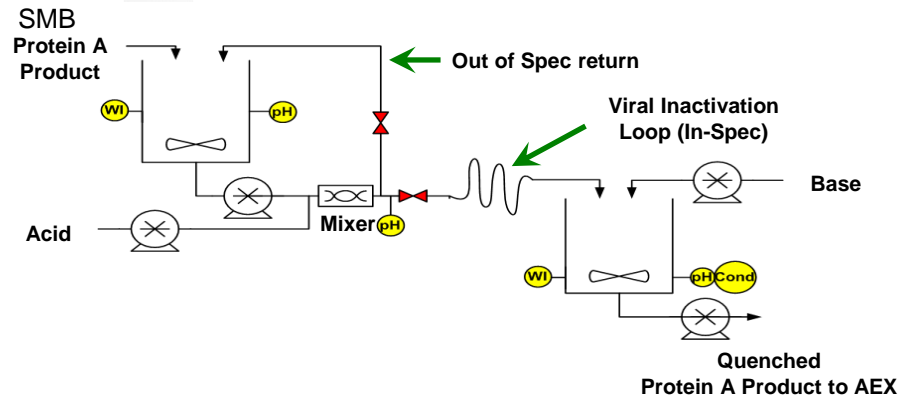 SMB
Protein A
Product
Out of Spec return
Viral Inactivation
Loop (In-Spec)
WI
pH
Base
Mixer
pH
Acid
WI
pH
Cond
Quenched
Protein A Product to AEX